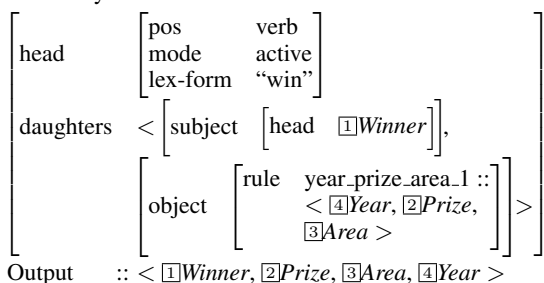 pos verb
head mode active
lex-form “win”
daughters < [subject [head 1 Winner]],
rule year_prize_area_1 ::
object < 4 Year, 2 Prize,
3 Area > >
Output :: < 1 Winner, 2 Prize, 3 Area, 4 Year >